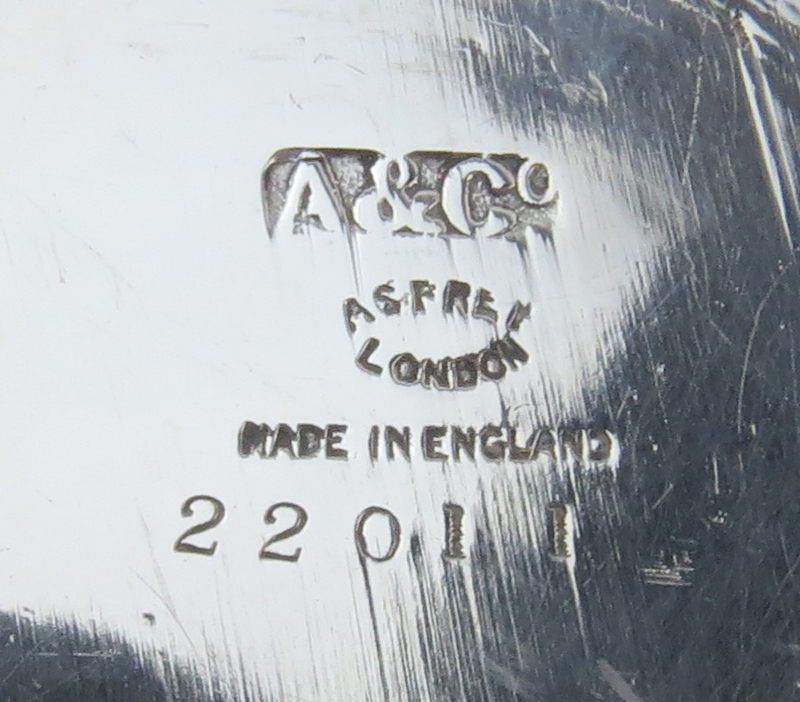 A & Cº
ASPREY
LONDON
MADE IN ENGLAND
22011